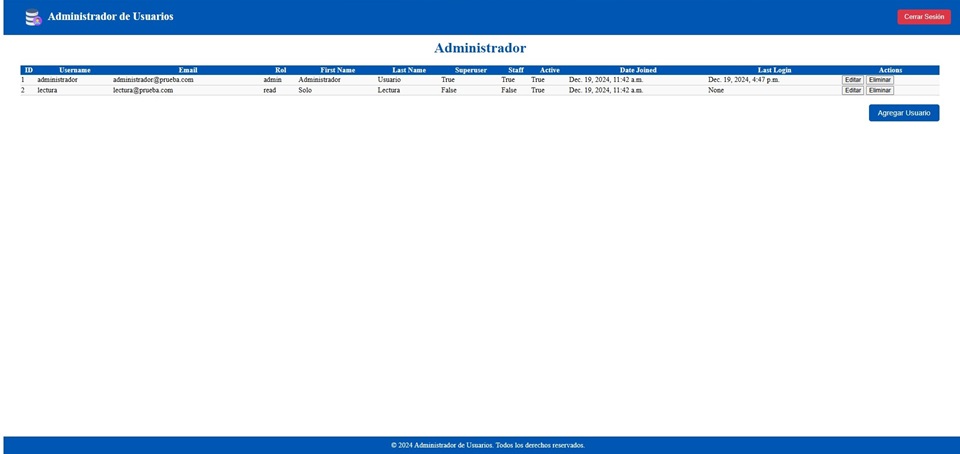 Administrador de Usuarios
Cerrar Sesión
Administrador
ID Username Email Rol First Name Last Name Superuser Staff Active Date Joined Last Login Actions
1 administrador administrador@prueba.com admin Administrador Usuario True True True Dec. 19, 2024, 11:42 a.m. Dec. 19, 2024, 4:47 p.m. Editar Eliminar
2 lectura lectura@prueba.com read Solo Lectura False False True Dec. 19, 2024, 11:42 a.m. None Editar Eliminar
Agregar Usuario
© 2024 Administrador de Usuarios. Todos los derechos reservados.